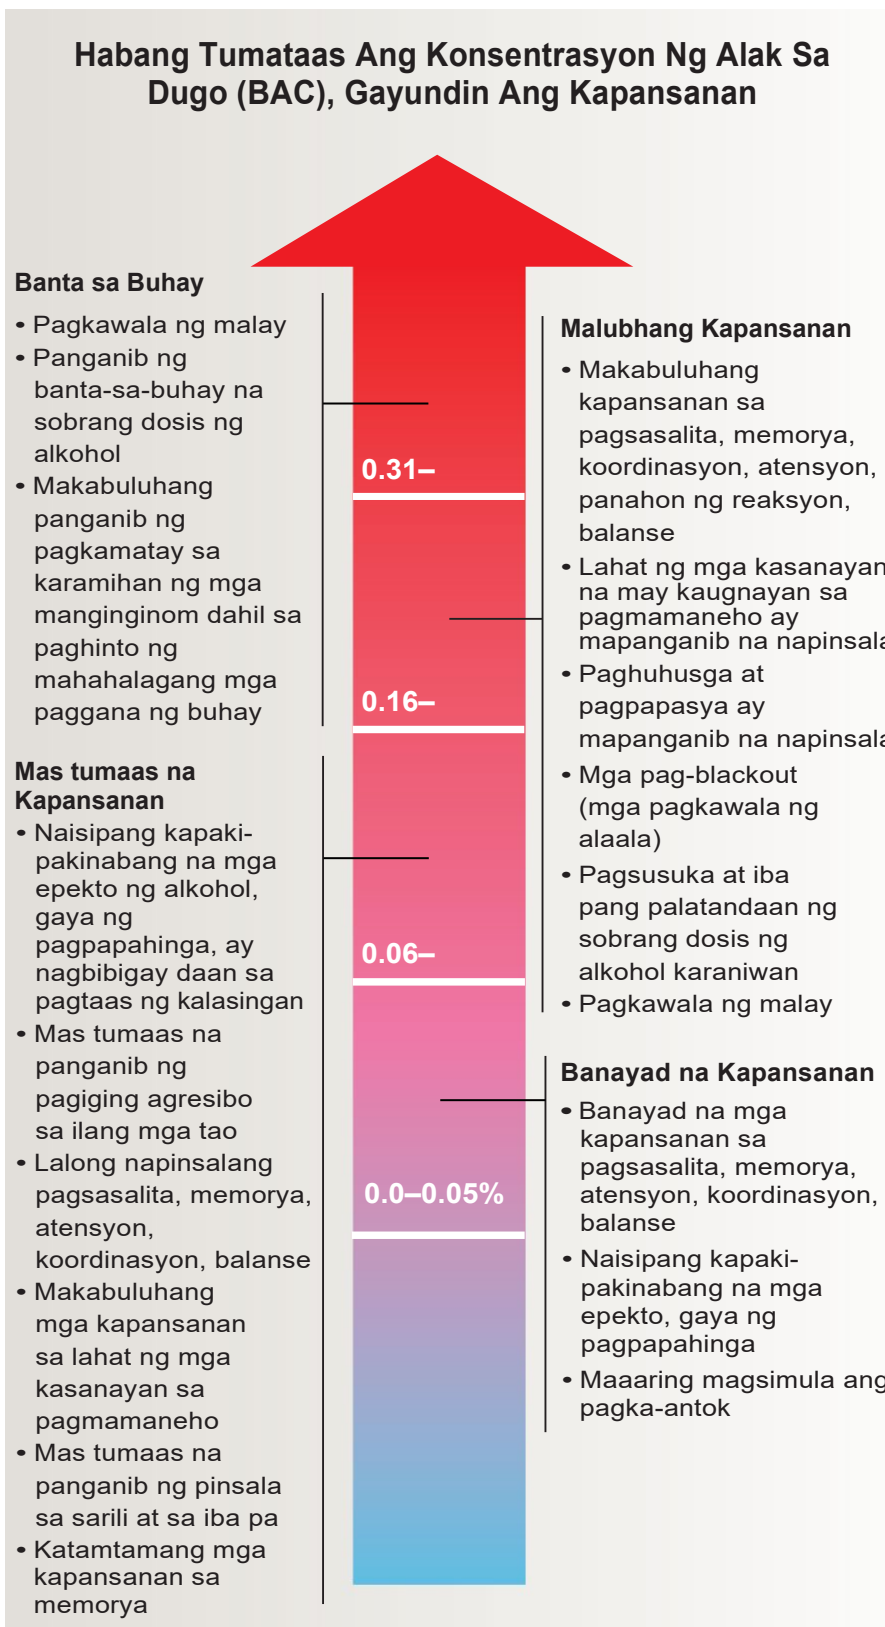 Habang Tumataas Ang Konsentrasyon Ng Alak Sa
Dugo (BAC), Gayundin Ang Kapansanan
Banta sa Buhay
• Pagkawala ng malay
• Panganib ng
banta-sa-buhay na
sobrang dosis ng
alkohol
• Makabuluhang
panganib ng
pagkamatay sa
karamihan ng mga
manginginom dahil sa
paghinto ng
mahahalagang mga
paggana ng buhay
Mas tumaas na
Kapansanan
• Naisipang kapaki-
pakinabang na mga
epekto ng alkohol,
gaya ng
pagpapahinga, ay
nagbibigay daan sa
pagtaas ng kalasingan
• Mas tumaas na
panganib ng
pagiging agresibo
sa ilang mga tao
• Lalong napinsalang
pagsasalita, memorya,
atensyon,
koordinasyon, balanse
• Makabuluhang
mga kapansanan
sa lahat ng mga
kasanayan sa
pagmamaneho
• Mas tumaas na
panganib ng pinsala
sa sarili at sa iba pa
• Katamtamang mga
kapansanan sa
memorya
0.31–
0.16–
0.06–
0.0–0.05%
Malubhang Kapansanan
• Makabuluhang
kapansanan sa
pagsasalita, memorya,
koordinasyon, atensyon,
panahon ng reaksyon,
balanse
• Lahat ng mga kasanayan
na may kaugnayan sa
pagmamaneho ay
mapanganib na napinsala
• Paghuhusga at
pagpapasya ay
mapanganib na napinsala
• Mga pag-blackout
(mga pagkawala ng
alaala)
• Pagsusuka at iba
pang palatandaan ng
sobrang dosis ng
alkohol karaniwan
• Pagkawala ng malay
Banayad na Kapansanan
• Banayad na mga
kapansanan sa
pagsasalita, memorya,
atensyon, koordinasyon,
balanse
• Naisipang kapaki-
pakinabang na mga
epekto, gaya ng
pagpapahinga
• Maaaring magsimula ang
pagka-antok